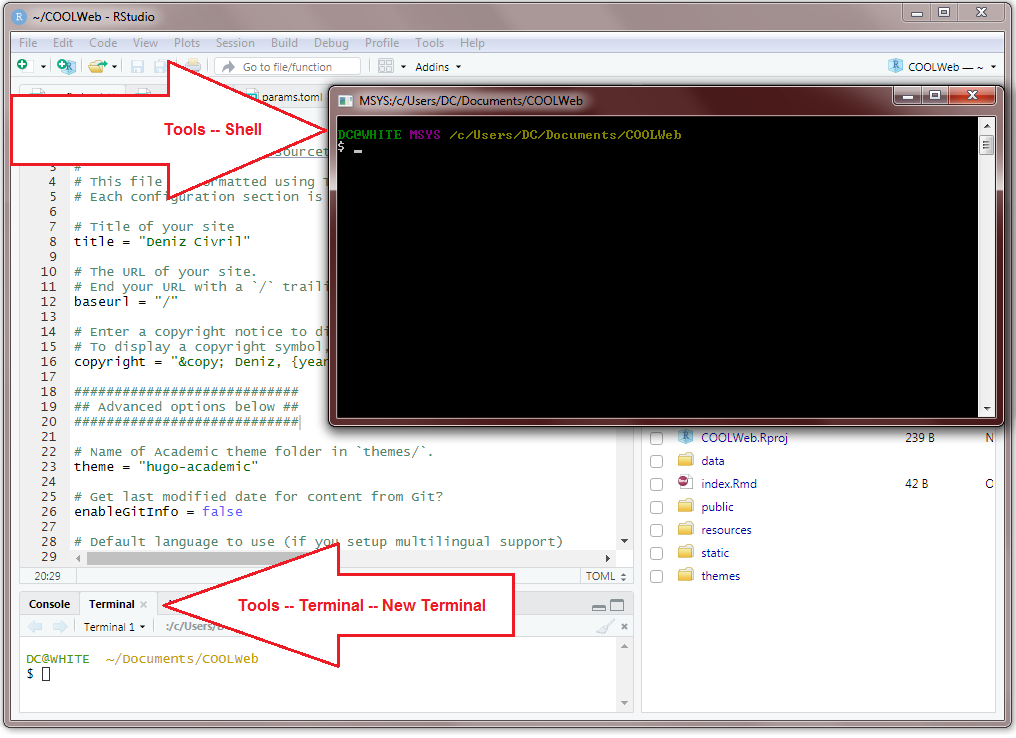 ~/COOLWeb - RStudio
File Edit Code View Plots Session Build Debug Profile Tools Help
Go to file/function Addins COOLWeb — ~
params.toml
MSYS:/c/Users/DC/Documents/COOLWeb
Tools -- Shell
DC@WHITE MSYS /c/Users/DC/Documents/COOLWeb
$
3 #
4 # This file formatted using
5 # Each configuration section is
6
7 # Title of your site
8 title = "Deniz Civril"
9
10 # The URL of your site.
11 # End your URL with a `/` traili
12 baseurl = "/"
13
14 # Enter a copyright notice to di
15 # To display a copyright symbol,
16 copyright = "&copy; Deniz, {year
17
18 ############################
19 ## Advanced options below ##
20 ############################
21
22 # Name of Academic theme folder in `themes/`.
23 theme = "hugo-academic"
24
25 # Get last modified date for content from Git?
26 enableGitInfo = false
27
28 # Default language to use (if you setup multilingual support)
29
20:29 TOML
COOLWeb.Rproj 239 B N
data
index.Rmd 42 B O
public
resources
static
themes
Console Terminal
Tools -- Terminal -- New Terminal
Terminal 1 :/c/Users/D
DC@WHITE ~/Documents/COOLWeb
$